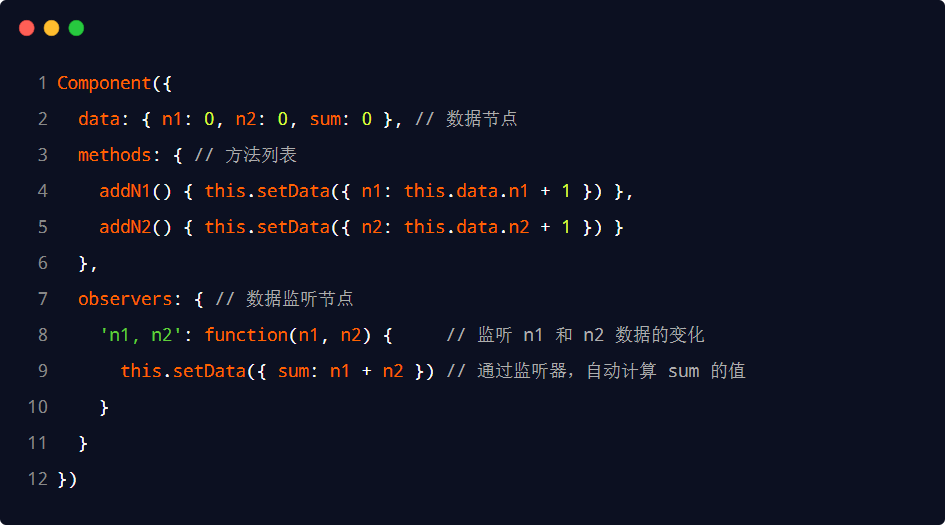 1 Component({
2 data: { n1: 0, n2: 0, sum: 0 }, // 数据节点
3 methods: { // 方法列表
4 addN1() { this.setData({ n1: this.data.n1 + 1 }) },
5 addN2() { this.setData({ n2: this.data.n2 + 1 }) }
6 },
7 observers: { // 数据监听节点
8 'n1, n2': function(n1, n2) { // 监听 n1 和 n2 数据的变化
9 this.setData({ sum: n1 + n2 }) // 通过监听器，自动计算 sum 的值
10 }
11 }
12 })